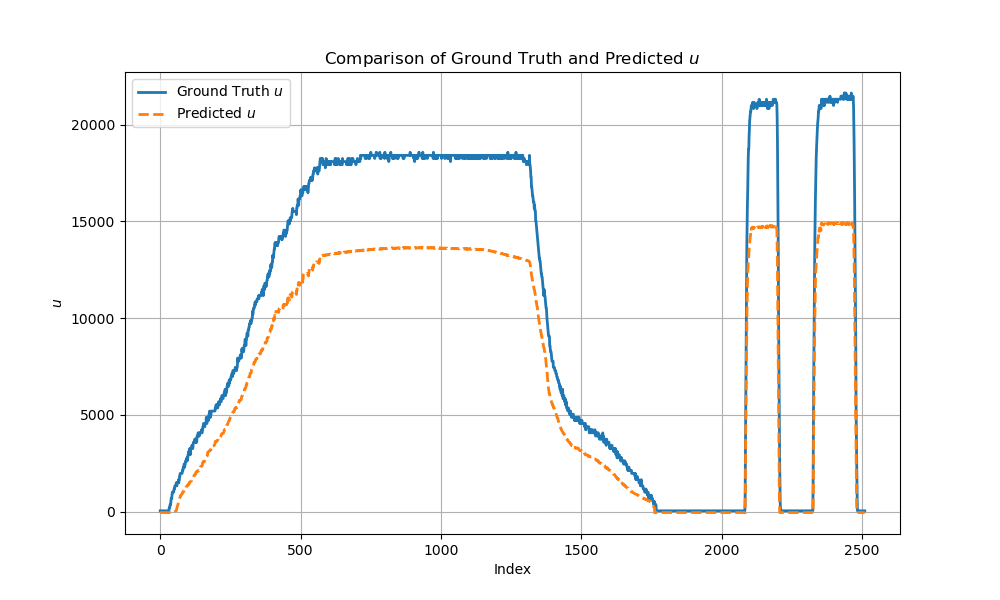 Comparison of Ground Truth and Predicted u
Ground Truth u
Predicted u
20000
15000
10000
5000
0
u
0 500 1000 1500 2000 2500
Index